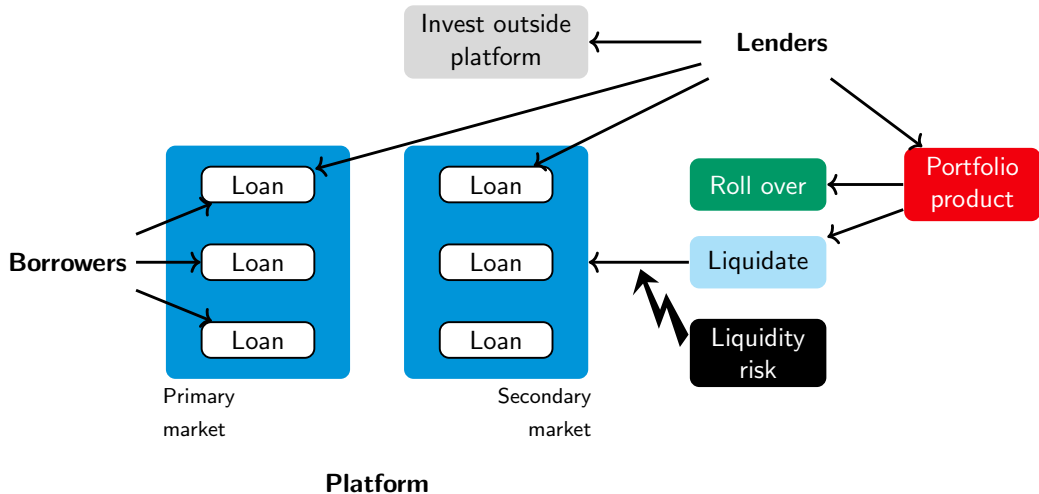 Invest outside
platform
Lenders
Loan
Loan
Roll over
Portfolio
product
Borrowers
Loan
Loan
Liquidate
Loan
Loan
Liquidity
risk
Primary
market
Secondary
market
Platform